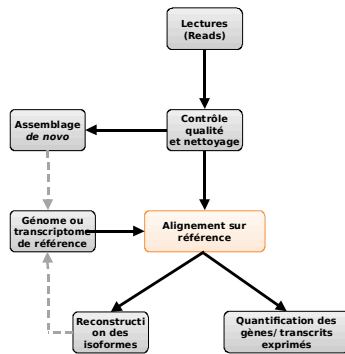 Lectures
(Reads)
Contrôle
qualité
et nettoyage
Assemblage
de novo
Génome ou
transcriptome
de référence
Alignement sur
référence
Reconstructi
on des
isoformes
Quantification des
gènes/ transcrits
exprimés